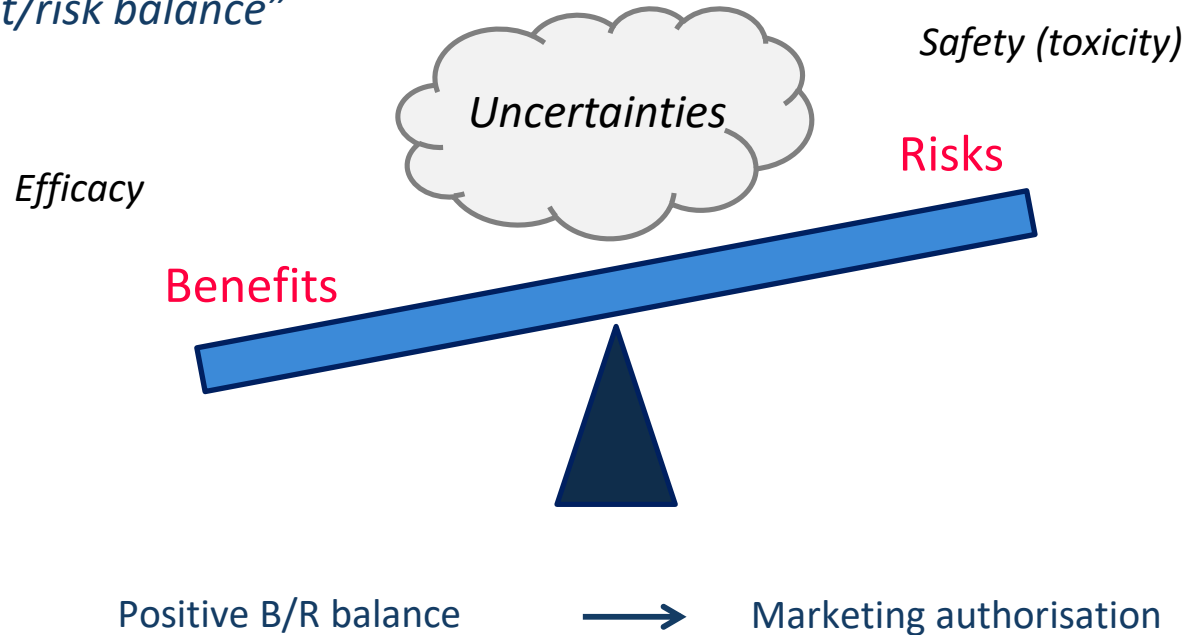 t/risk balance”
Safety (toxicity)
Uncertainties
Risks
Efficacy
Benefits
Positive B/R balance → Marketing authorisation